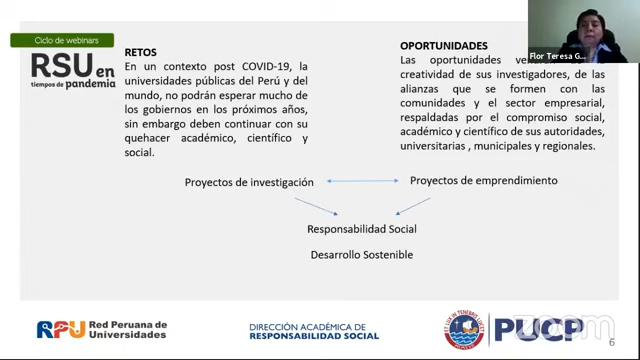 Ciclo de webinars
RSU en
tiempos de pandemia
RETOS
En un contexto post COVID-19, la
universidades públicas del Perú y del
mundo, no podrán esperar mucho de
los gobiernos en los próximos años,
sin embargo deben continuar con su
quehacer académico, científico y
social.
OPORTUNIDADES
Las oportunidades
creatividad de sus investigadores, de las
alianzas que se formen con las
comunidades y el sector empresarial,
respaldadas por el compromiso social,
académico y científico de sus autoridades,
universitarias , municipales y regionales.
Flor Teresa G...
Proyectos de investigación
Proyectos de emprendimiento
Responsabilidad Social
Desarrollo Sostenible
RPU Red Peruana de
Universidades
DIRECCIÓN ACADÉMICA DE
RESPONSABILIDAD SOCIAL
PUCP
zoom
6